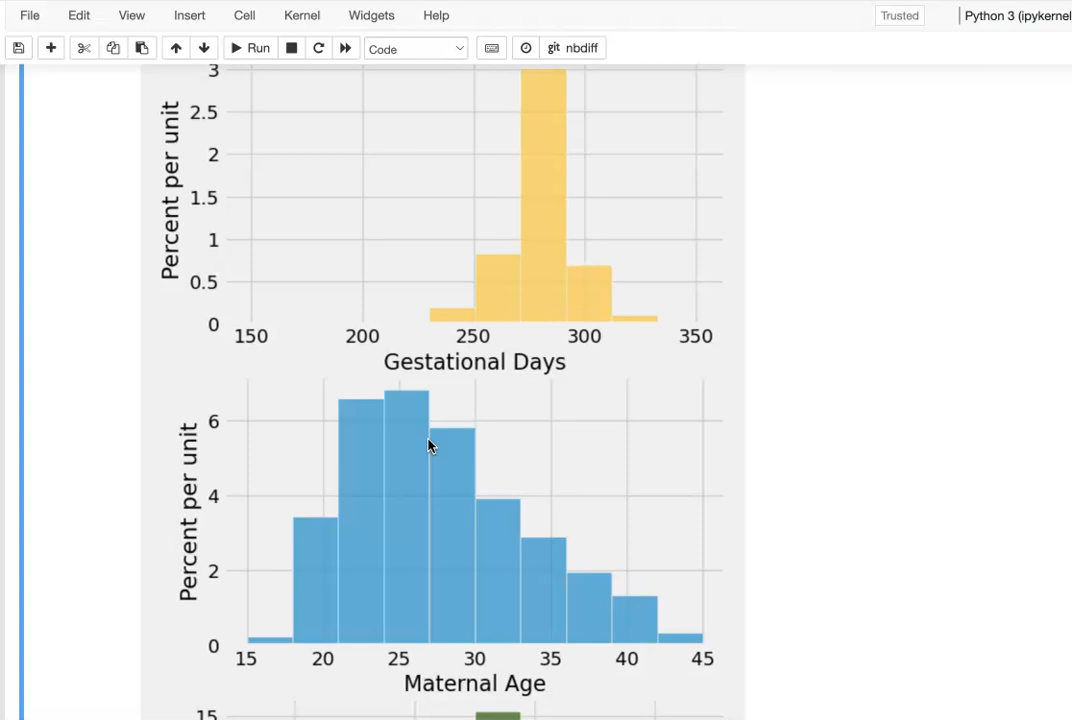 File Edit View Insert Cell Kernel Widgets Help Trusted Python 3 (ipykernel
Run Code git nbdiff
3
2.5
2
1.5
1
0.5
0
Percent per unit
150 200 250 300 350
Gestational Days
6
4
2
0
Percent per unit
15 20 25 30 35 40 45
Maternal Age
15